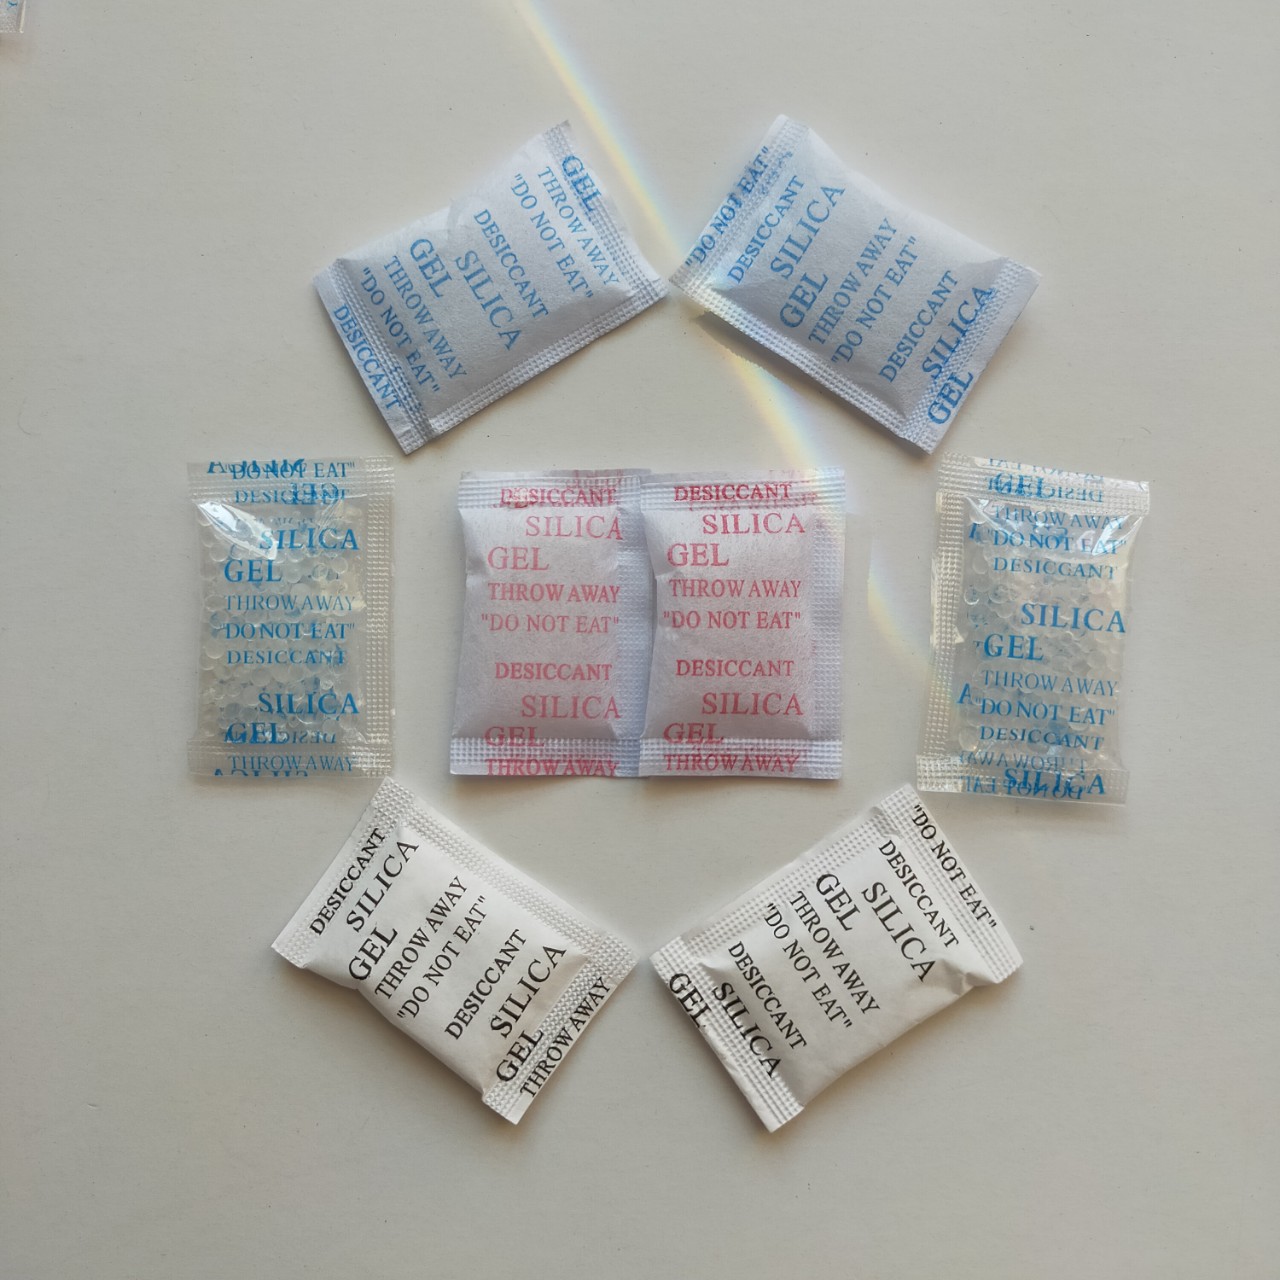 DESICCANT
"DO NOT EAT"
THROW AWAY
GEL
SILICA
DESICCANT
"DO NOT EAT"
THROW AWAY
GEL
"DO NOT EAT"
DESICCANT
SILICA
GEL
THROW AWAY
"DO NOT EAT"
DESICCANT
SILICA
GEL
"DO NOT EAT"
SILICA
GEL
THROW AWAY
"DO NOT EAT"
DESICCANT
SILICA
GEL
THROW AWAY
DESICCANT
SILICA
GEL
THROW AWAY
"DO NOT EAT"
DESICCANT
SILICA
GEL
THROW AWAY
DESICCANT
SILICA
GEL
THROW AWAY
"DO NOT EAT"
DESICCANT
SILICA
GEL
THROW AWAY
GEL
THROW AWAY
"DO NOT EAT"
DESICCANT
SILICA
GEL
THROW AWAY
"DO NOT EAT"
DESICCANT
SILICA
DESICCANT
SILICA
GEL
THROW AWAY
"DO NOT EAT"
DESICCANT
SILICA
GEL
THROW AWAY
"DO NOT EAT"
DESICCANT
SILICA
GEL
THROW AWAY
"DO NOT EAT"
DESICCANT
SILICA
GEL